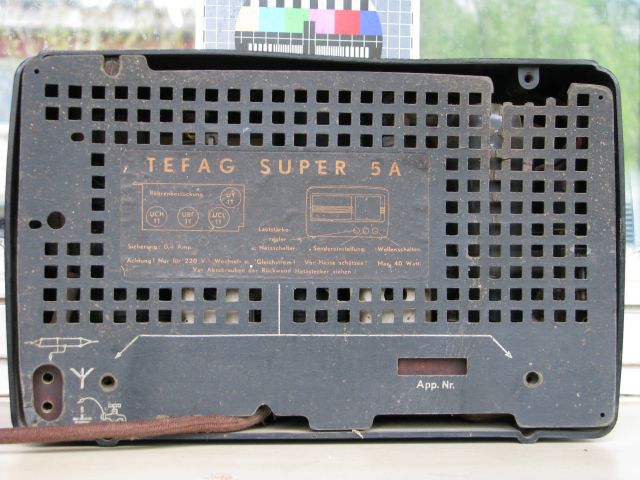 TEFAG SUPER 5A
Röhrenbestückung
UY
11
UCH
11
UBF
11
UCL
11
Lautstärke-
regler
u. Netzschalter
Sendereinstellung
Wellenschalter
Sicherung: 0,4 Amp.
Achtung! Nur für 220 V. Wechsel- u. Gleichstrom! Vor Nässe schützen! Max. 40 Watt!
Vor Abschrauben der Rückwand Netzstecker ziehen!
App. Nr.